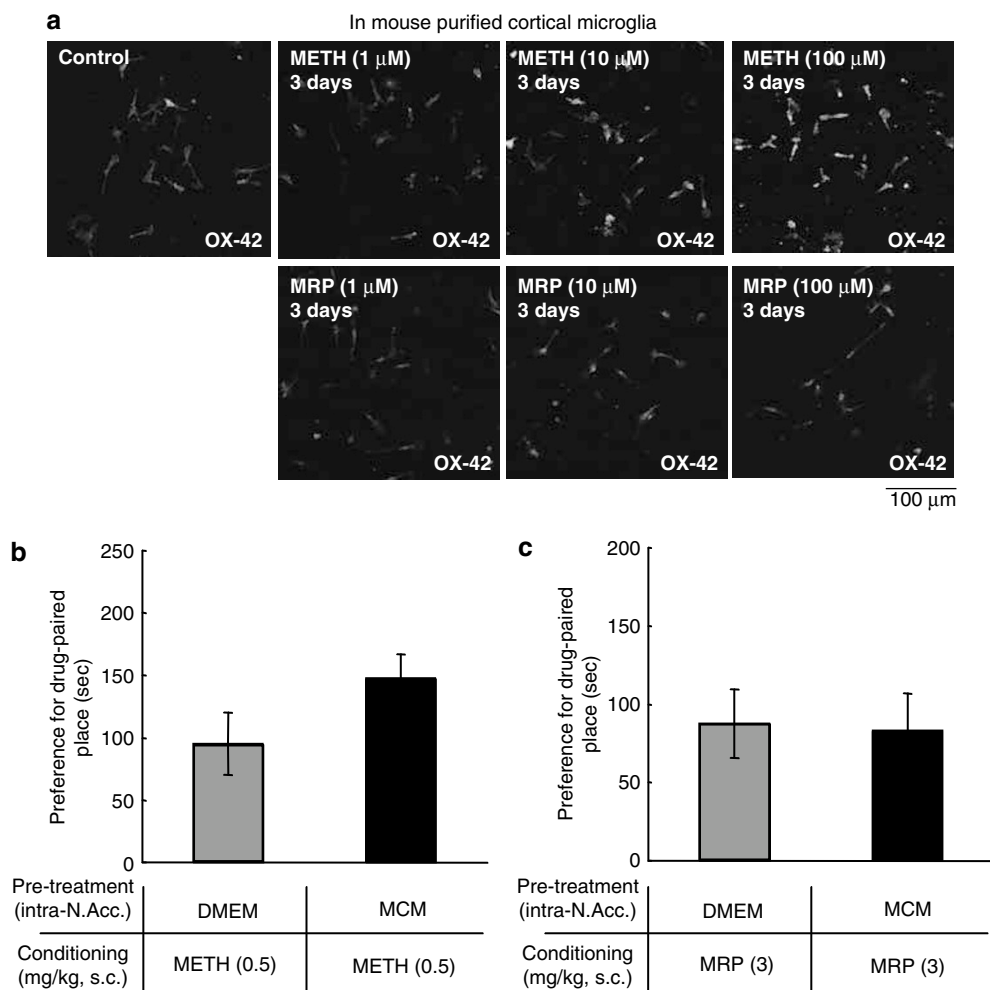 a
In mouse purified cortical microglia
Control
OX-42
METH (1 μM)
3 days
OX-42
METH (10 μM)
3 days
OX-42
METH (100 μM)
3 days
OX-42
MRP (1 μM)
3 days
OX-42
MRP (10 μM)
3 days
OX-42
MRP (100 μM)
3 days
OX-42
100 μm
b
Preference for drug-paired
place (sec)
250
200
150
100
50
0
Pre-treatment
(intra-N.Acc.)
DMEM
MCM
Conditioning
(mg/kg, s.c.)
METH (0.5)
METH (0.5)
c
Preference for drug-paired
place (sec)
200
150
100
50
0
Pre-treatment
(intra-N.Acc.)
DMEM
MCM
Conditioning
(mg/kg, s.c.)
MRP (3)
MRP (3)